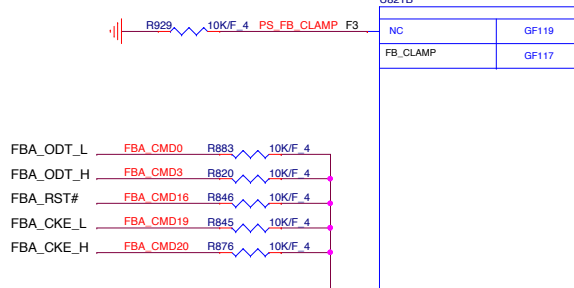 U821B
R929 10K/F_4 PS_FB_CLAMP F3
NC GF119
FB_CLAMP GF117
FBA_ODT_L FBA_CMD0 R883 10K/F_4
FBA_ODT_H FBA_CMD3 R820 10K/F_4
FBA_RST# FBA_CMD16 R846 10K/F_4
FBA_CKE_L FBA_CMD19 R845 10K/F_4
FBA_CKE_H FBA_CMD20 R876 10K/F_4